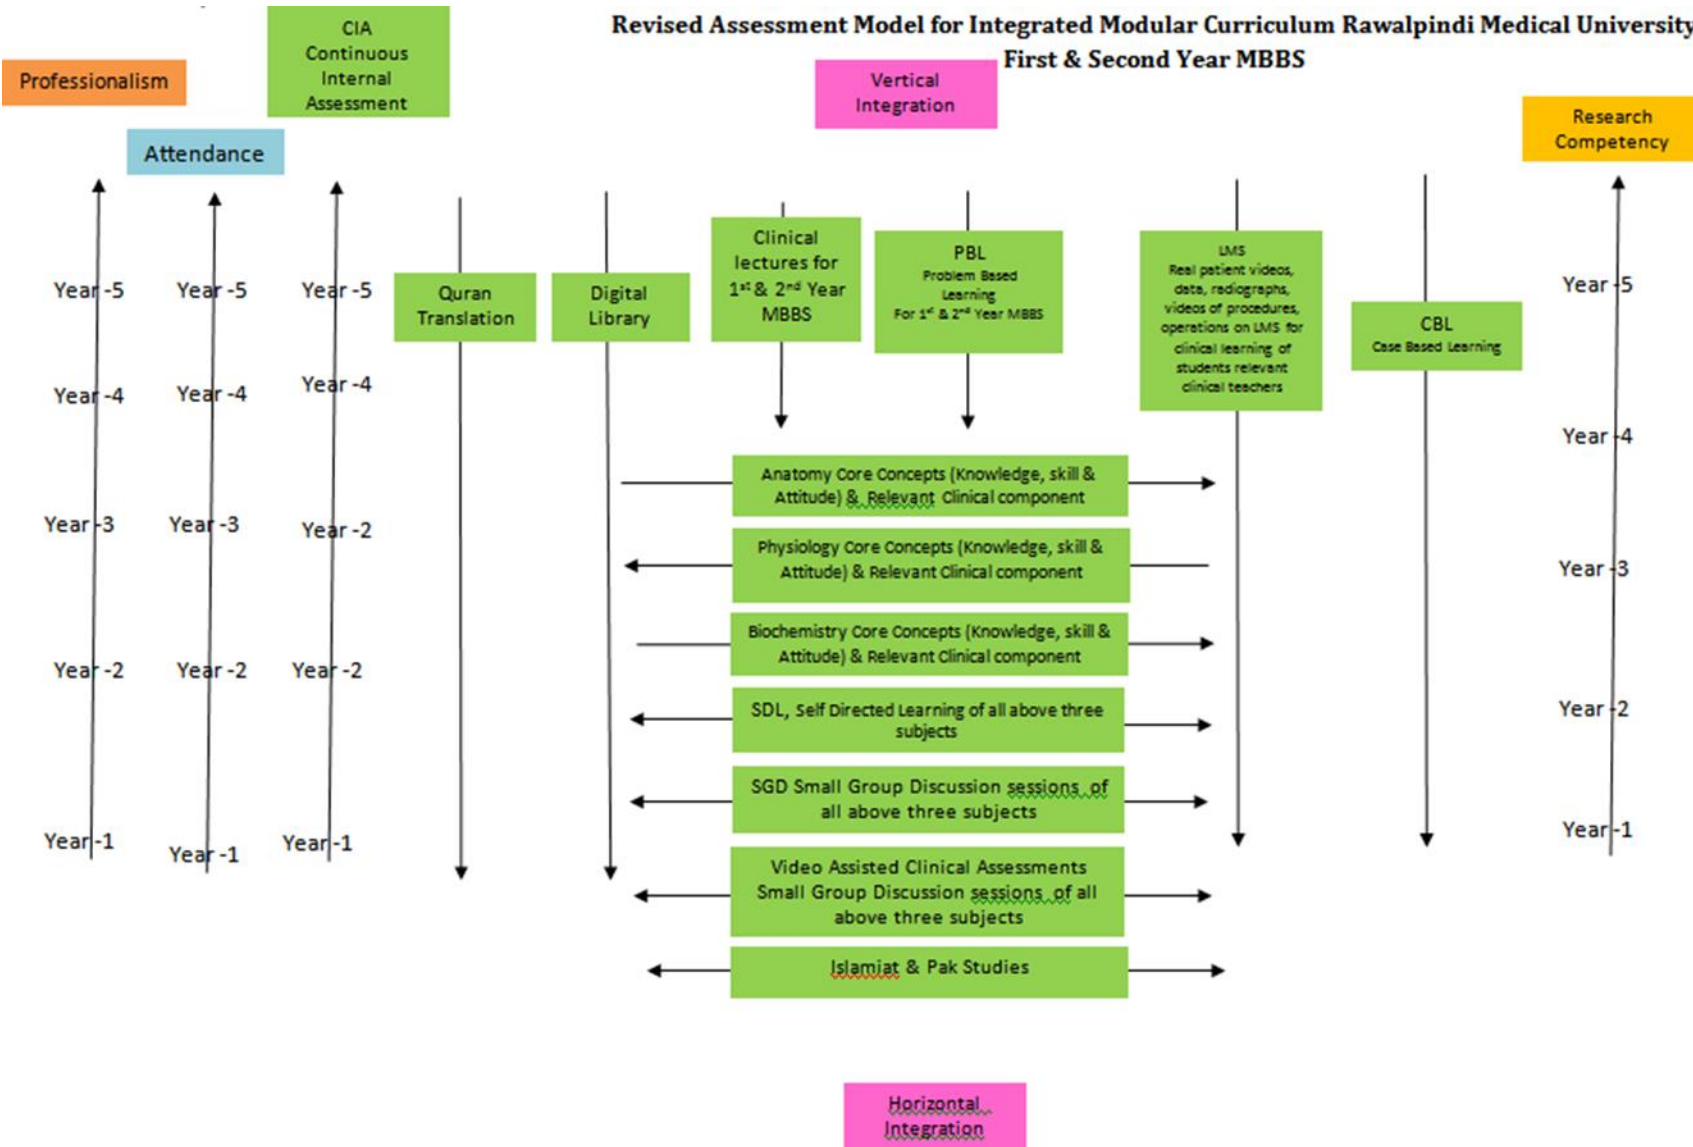 Revised Assessment Model for Integrated Modular Curriculum Rawalpindi Medical University
First & Second Year MBBS
Professionalism
Attendance
CIA
Continuous
Internal
Assessment
Vertical
Integration
Research
Competency
Year -5
Year -4
Year -3
Year -2
Year -1
Year -5
Year -4
Year -3
Year -2
Year -1
Year -5
Year -4
Year -2
Year -2
Year -1
Quran
Translation
Digital
Library
Clinical
lectures for
1st & 2nd Year
MBBS
PBL
Problem Based
Learning
For 1st & 2nd Year MBBS
LMS
Real patient videos,
data, radiographs,
videos of procedures,
operations on LMS for
clinical learning of
students relevant
clinical teachers
CBL
Case Based Learning
Year -5
Year -4
Year -3
Year -2
Year -1
Anatomy Core Concepts (Knowledge, skill &
Attitude) & Relevant Clinical component
Physiology Core Concepts (Knowledge, skill &
Attitude) & Relevant Clinical component
Biochemistry Core Concepts (Knowledge, skill &
Attitude) & Relevant Clinical component
SDL, Self Directed Learning of all above three
subjects
SGD Small Group Discussion sessions of
all above three subjects
Video Assisted Clinical Assessments
Small Group Discussion sessions of all
above three subjects
Islamiat & Pak Studies
Horizontal
Integration